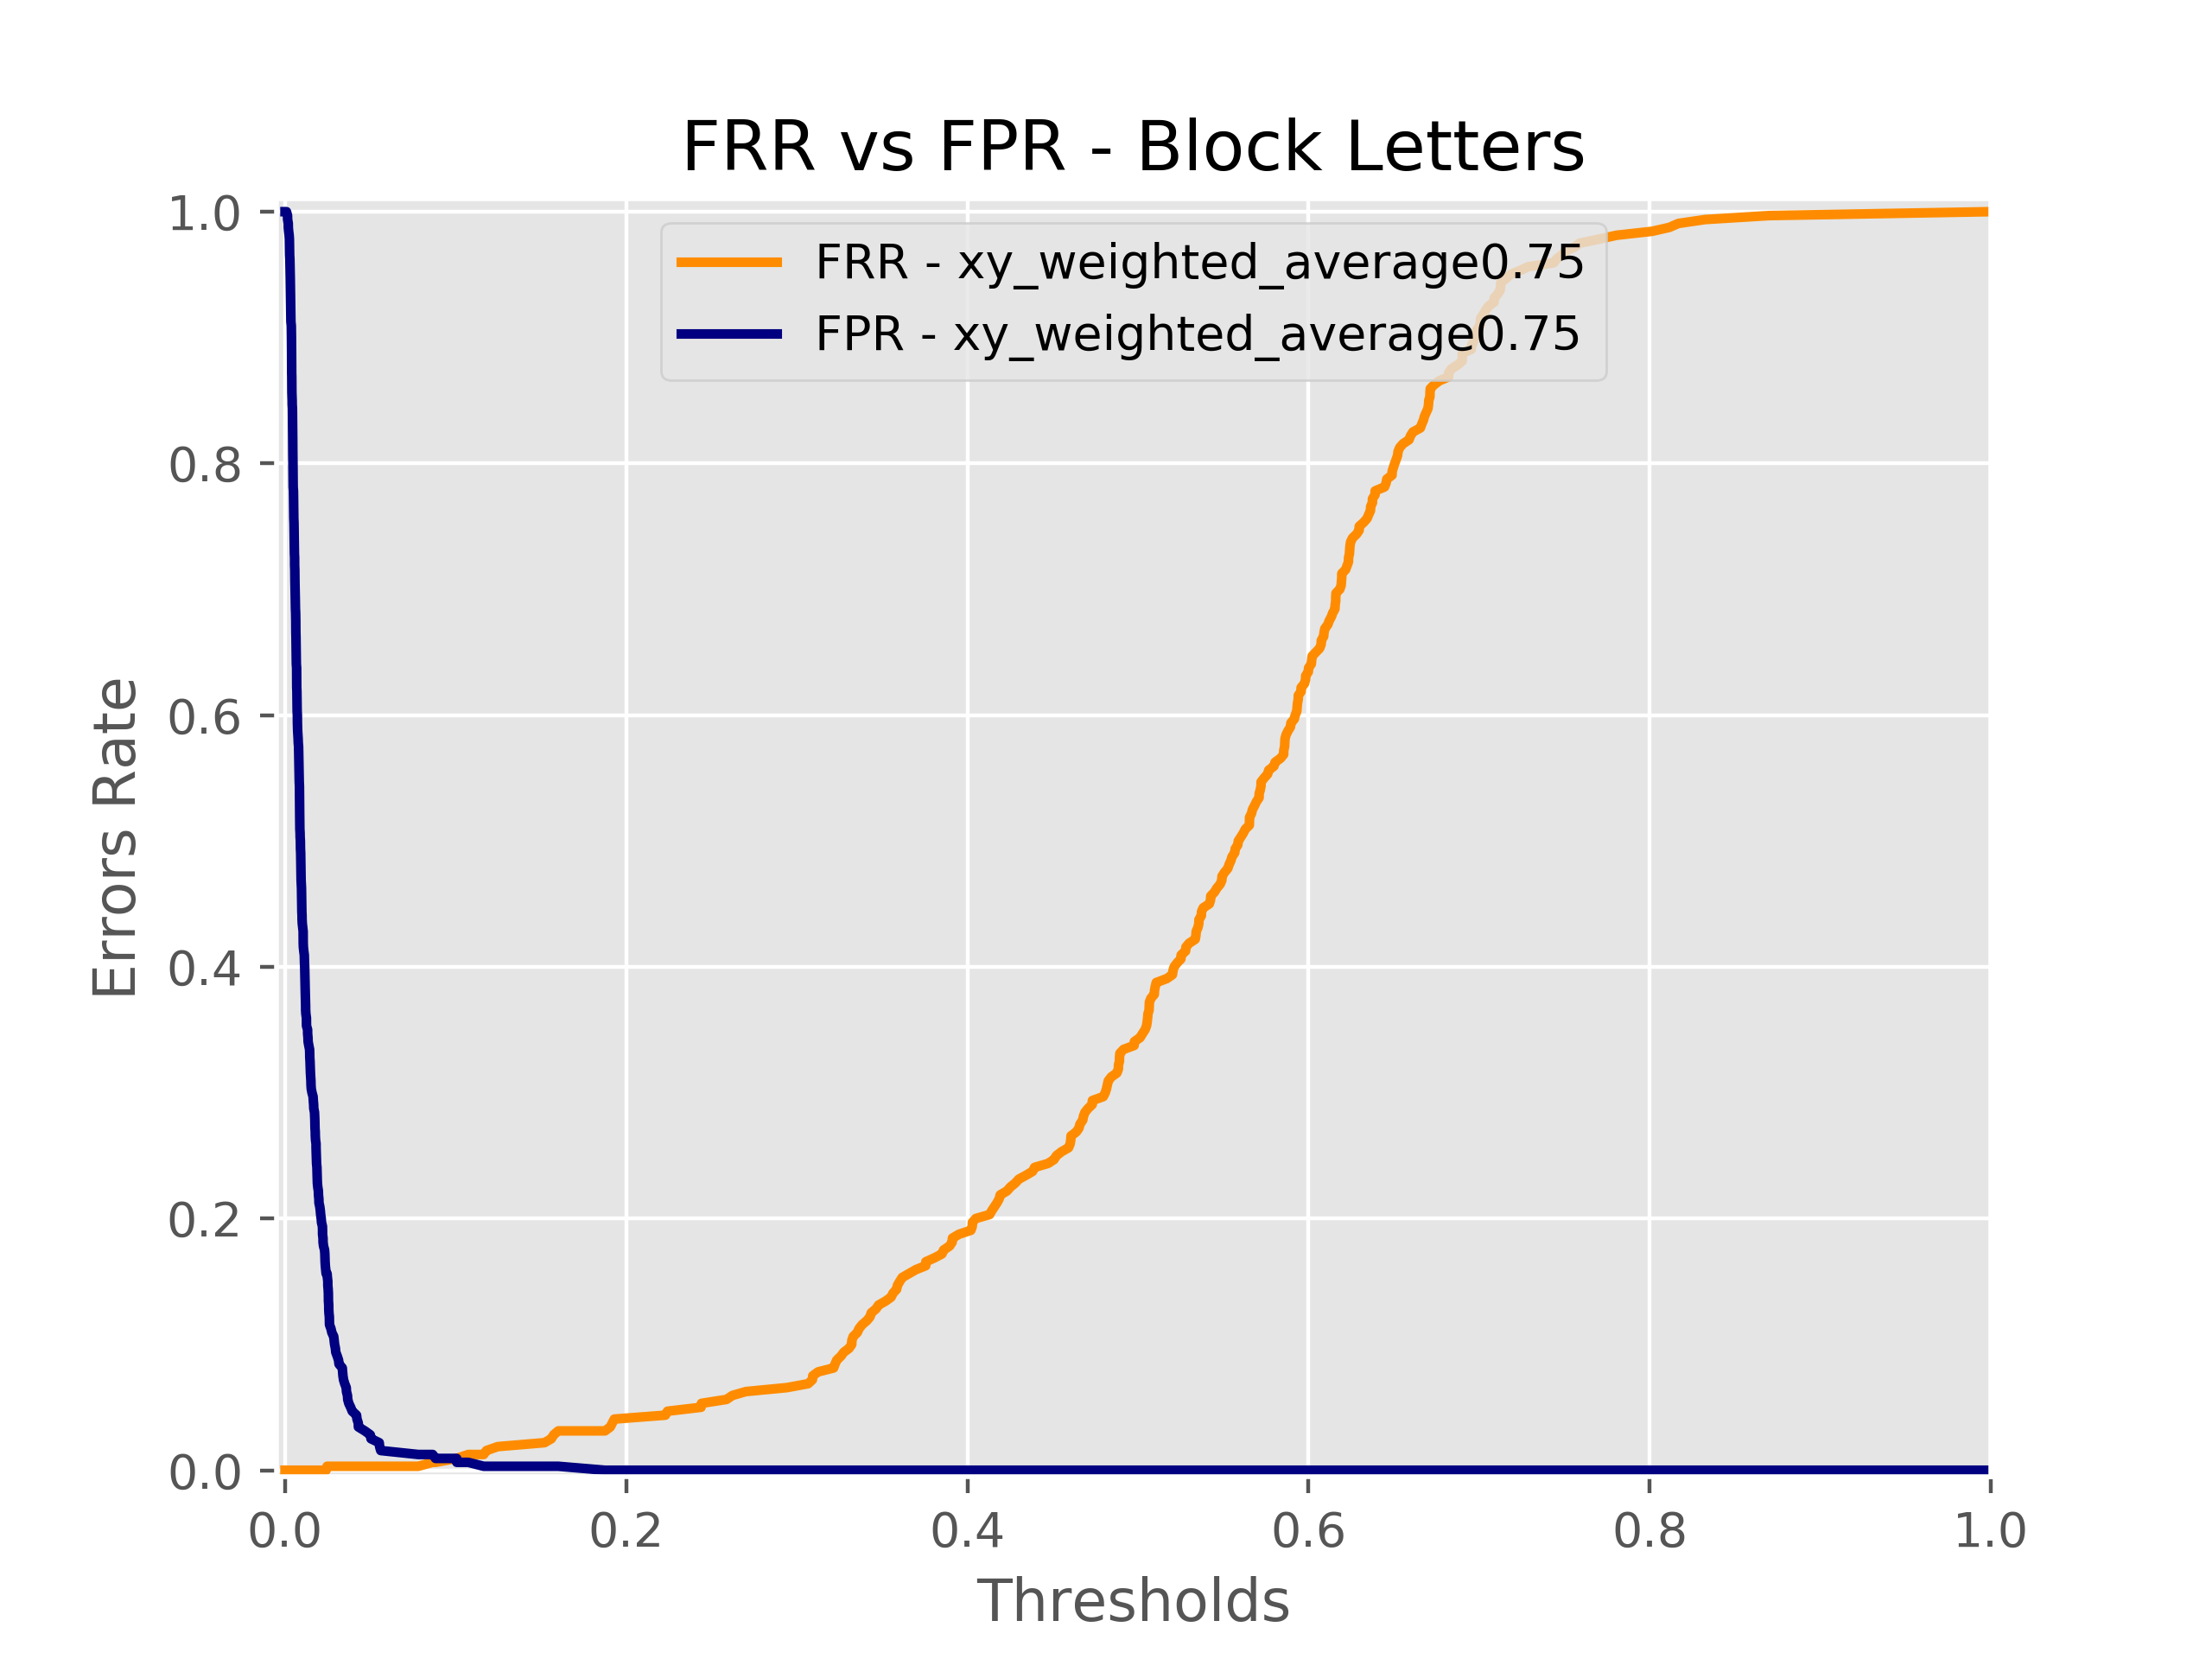 FRR vs FPR - Block Letters
FRR - xy_weighted_average0.75
FPR - xy_weighted_average0.75
1.0
0.8
0.6
0.4
0.2
0.0
Errors Rate
0.0 0.2 0.4 0.6 0.8 1.0
Thresholds